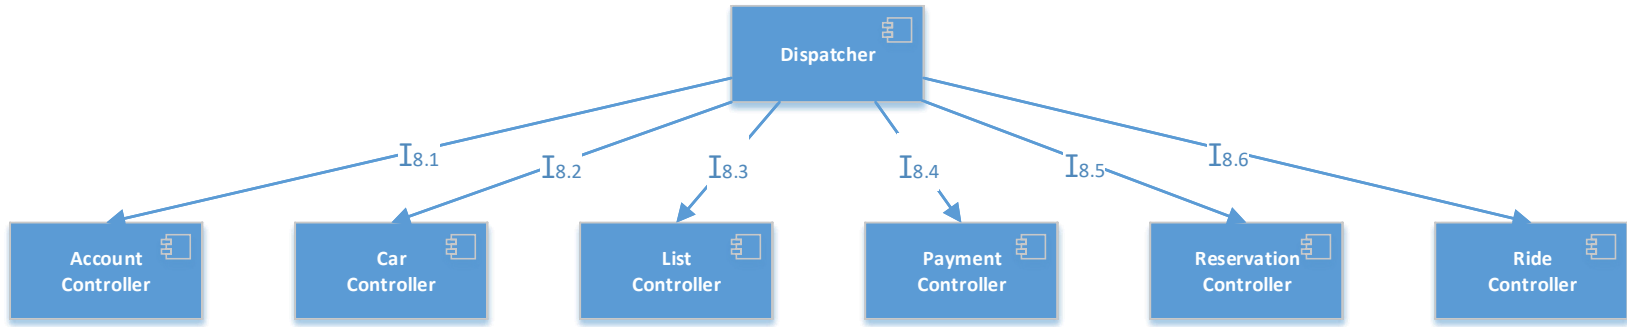 Dispatcher
I8.1
I8.2
I8.3
I8.4
I8.5
I8.6
Account
Controller
Car
Controller
List
Controller
Payment
Controller
Reservation
Controller
Ride
Controller